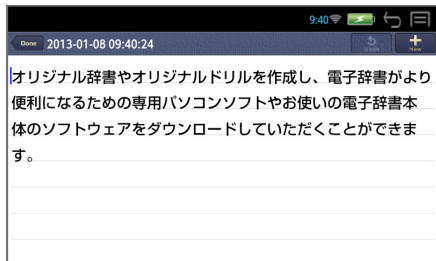 9:40
Done 2013-01-08 09:40:24 Undo New
オリジナル辞書やオリジナルドリルを作成し、電子辞書がより
便利になるための専用パソコンソフトやお使いの電子辞書本
体のソフトウェアをダウンロードしていただくことができま
す。